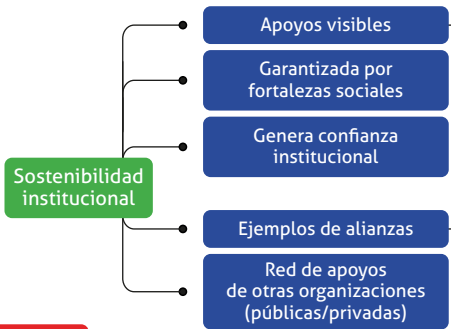 Apoyos visibles
Garantizada por
fortalezas sociales
Genera confianza
institucional
Sostenibilidad
institucional
Ejemplos de alianzas
Red de apoyos
de otras organizaciones
(públicas/privadas)